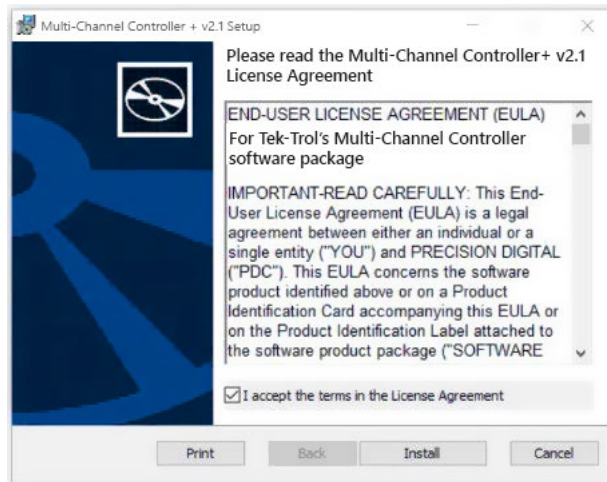 Multi-Channel Controller + v2.1 Setup
Please read the Multi-Channel Controller+ v2.1
License Agreement
END-USER LICENSE AGREEMENT (EULA)
For Tek-Trol's Multi-Channel Controller
software package
IMPORTANT-READ CAREFULLY: This End-
User License Agreement (EULA) is a legal
agreement between either an individual or a
single entity ("YOU") and PRECISION DIGITAL
("PDC"). This EULA concerns the software
product identified above or on a Product
Identification Card accompanying this EULA or
on the Product Identification Label attached to
the software product package ("SOFTWARE
I accept the terms in the License Agreement
Print Back Install Cancel